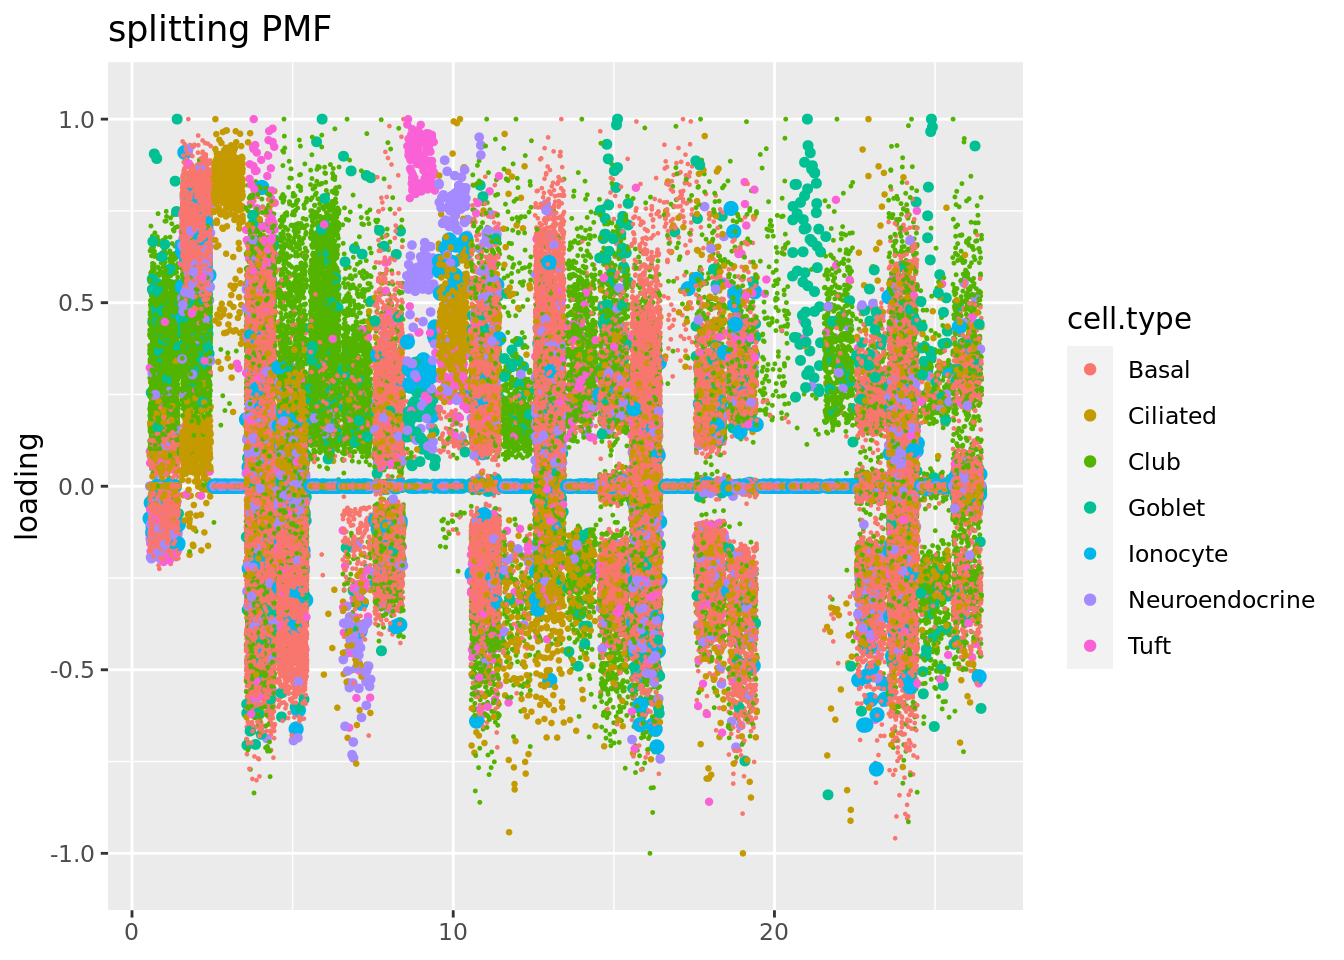 splitting PMF
loading
1.0
0.5
0.0
-0.5
-1.0
0
10
20
cell.type
Basal
Ciliated
Club
Goblet
Ionocyte
Neuroendocrine
Tuft